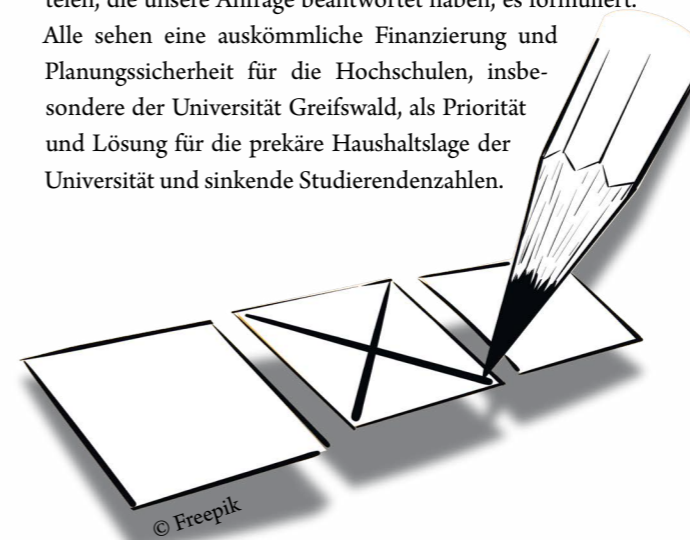 teien, die unsere Anfrage beantwortet haben, es formuliert.
Alle sehen eine auskömmliche Finanzierung und
Planungssicherheit für die Hochschulen, insbe-
sondere der Universität Greifswald, als Priorität
und Lösung für die prekäre Haushaltslage der
Universität und sinkende Studierendenzahlen.
© Freepik